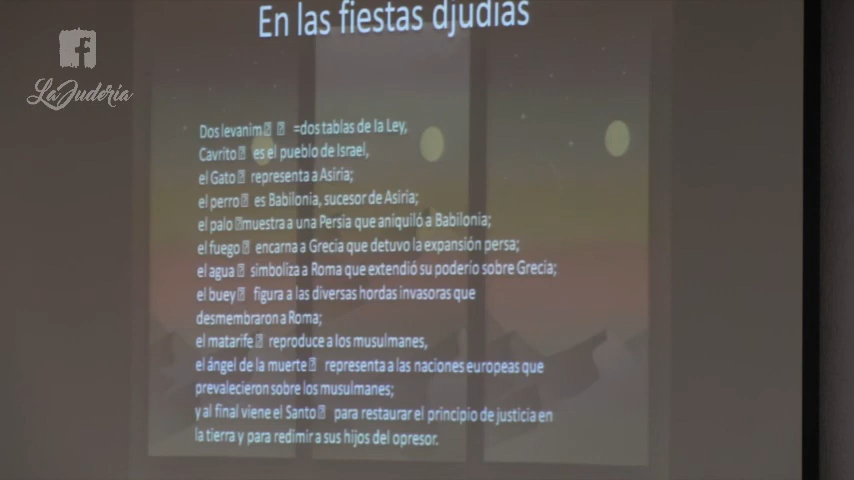 En las fiestas djudias
f
LaJuderia
Dos levanim =dos tablas de la Ley,
Cavrito es el pueblo de Israel,
el Gato representa a Asiria;
el perro es Babilonia, sucesor de Asiria;
el palo muestra a una Persia que aniquiló a Babilonia;
el fuego encarna a Grecia que detuvo la expansión persa;
el agua simboliza a Roma que extendió su poderío sobre Grecia;
el buey figura a las diversas hordas invasoras que
desmembraron a Roma;
el matarife reproduce a los musulmanes,
el ángel de la muerte representa a las naciones europeas que
prevalecieron sobre los musulmanes;
y al final viene el Santo para restaurar el principio de justicia en
la tierra y para redimir a sus hijos del opresor.